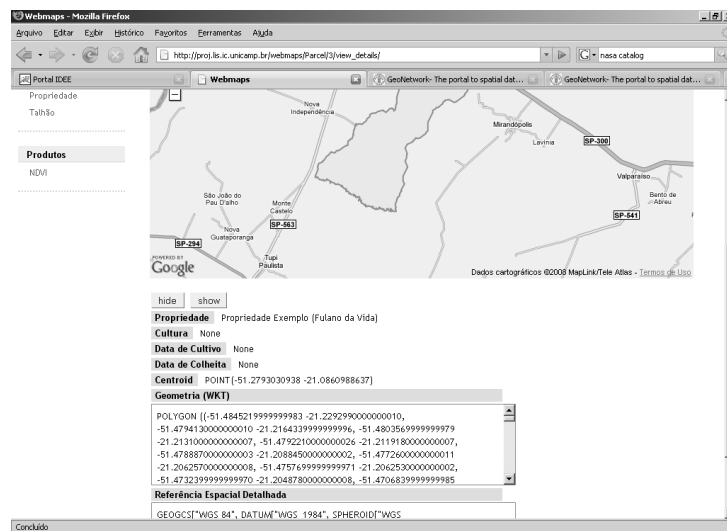 Webmaps - Mozilla Firefox
Arquivo Editar Exibir Histórico Favoritos Ferramentas Ajuda
http://proj.lis.ic.unicamp.br/webmaps/Parcel/3/view_details/
nasa catalog
Portal IDEE
Webmaps
GeoNetwork- The portal to spatial dat...
GeoNetwork- The portal to spatial dat...
Propriedade
Talhão
Produtos
NDVI
Nova Independência
Mirandópolis
Lavínia
SP-300
Valparaíso
Bento de Abreu
SP-541
São João do Pau D'alho
Monte Castelo
SP-563
Nova Guataporanga
SP-294
Tupi Paulista
POWERED BY
Google
Dados cartográficos ©2008 MapLink/Tele Atlas - Termos de Uso
hide show
Propriedade Propriedade Exemplo (Fulano da Vida)
Cultura None
Data de Cultivo None
Data de Colheita None
Centroid POINT(-51.2793030938 -21.0860988637)
Geometria (WKT)
POLYGON ((-51.4845219999999983 -21.2292990000000010,
-51.4794130000000010 -21.2164339999999996, -51.4803569999999979
-21.2131000000000007, -51.4792210000000026 -21.2119180000000007,
-51.4788870000000003 -21.2088450000000002, -51.4772600000000011
-21.2062570000000008, -51.4757699999999971 -21.2062530000000002,
-51.4732399999999970 -21.2048780000000008, -51.4706839999999985
Referência Espacial Detalhada
GEOGCS["WGS 84", DATUM["WGS_1984", SPHEROID["WGS
Concluído